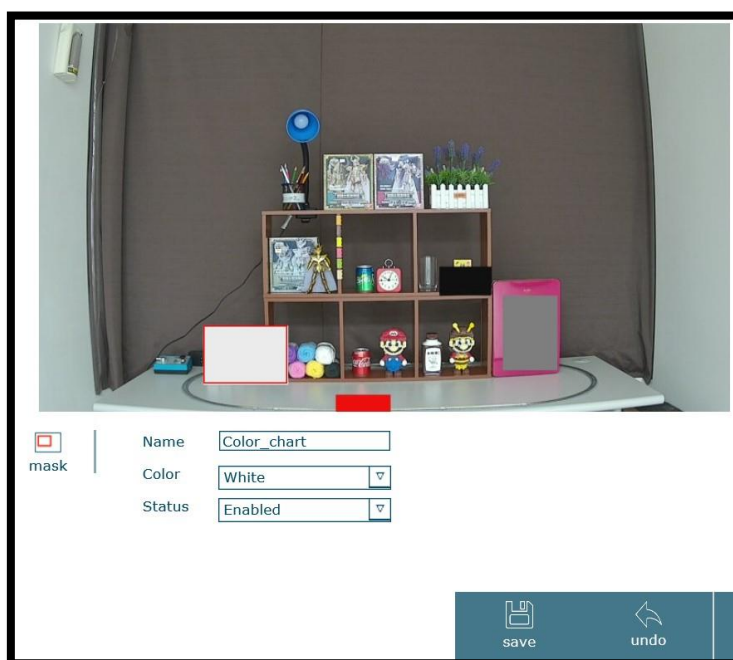 mask
Name
Color_chart
Color
White
Status
Enabled
save
undo